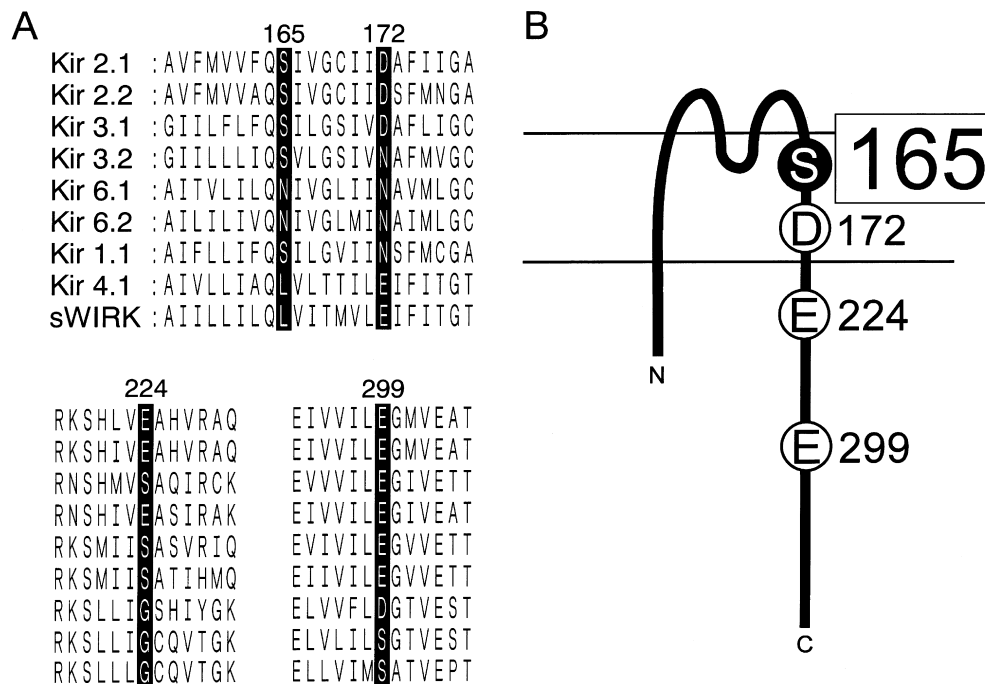 A
165 172
Kir 2.1 : AVFMVVFQSIVGCIIDAFIIGA
Kir 2.2 : AVFMVVAQSIVGCIIDSFMNGA
Kir 3.1 : GIILFLFQSILGSIVDAFLIGC
Kir 3.2 : GIILLLIQSVLGSIVNAFMVGC
Kir 6.1 : AITVLILQNIVGLIINAVMLGC
Kir 6.2 : AILILIVQNIVGLMINAIMLGC
Kir 1.1 : AIFLLIFQSILGVIINSFMCGA
Kir 4.1 : AIVLLIAQLVLTTILEIFITGT
sWIRK : AIILLILQLVITMVLEIFITGT
224
RKSHLVEAHVRAQ
RKSHIVEAHVRAQ
RNSHMVSAQIRCK
RNSHIVEASIRAK
RKSMIISASVRIQ
RKSMIISATIHMQ
RKSLLIGSHIYGK
RKSLLIGCQVTGK
RKSLLLGCQVTGK
299
EIVVILEGMVEAT
EIVVILEGMVEAT
EVVVILEGIVETT
EIVVILEGIVEAT
EVIVILEGVVETT
EIIVILEGVVETT
ELVVFLDGTVEST
ELVLILSGTVEST
ELLVIMSATVEPT
B
S 165
D 172
E 224
N
E 299
C